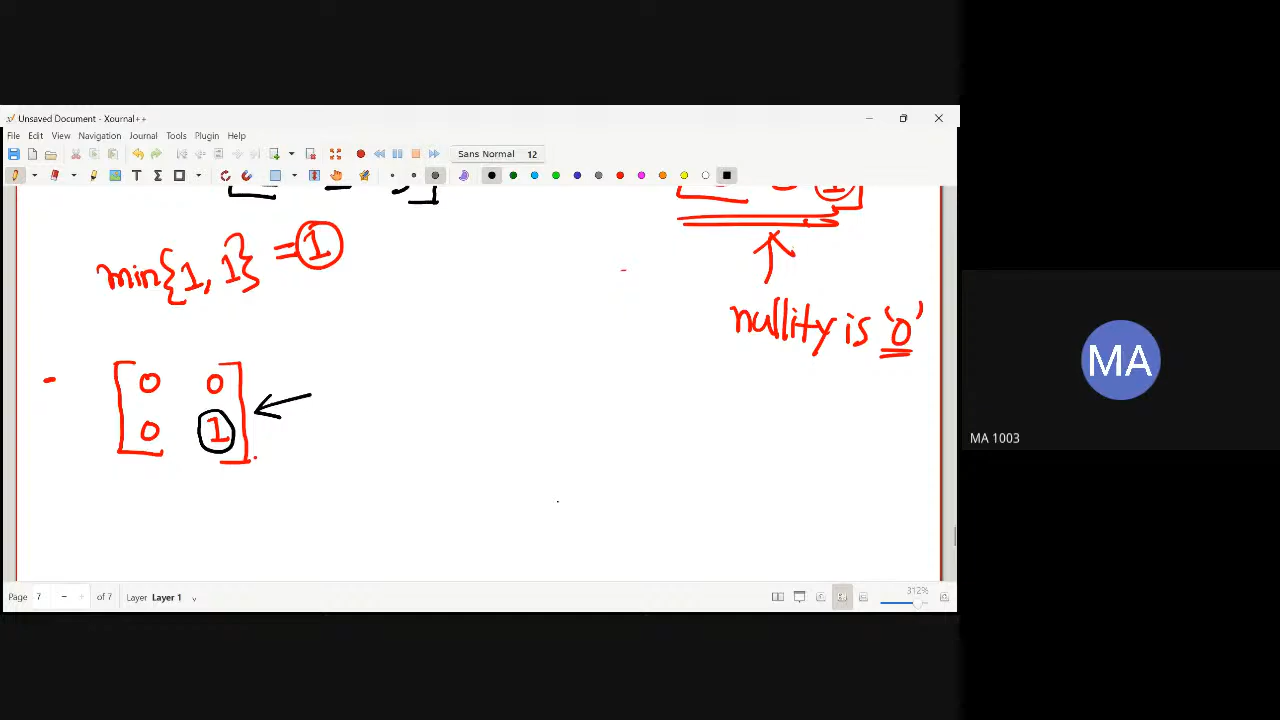 Unsaved Document - Xournal++
File Edit View Navigation Journal Tools Plugin Help
Sans Normal 12
min{1, 1} = 1
nullity is '0'
0 0
0 1
MA
MA 1003
Page 7 of 7 Layer Layer 1 312%